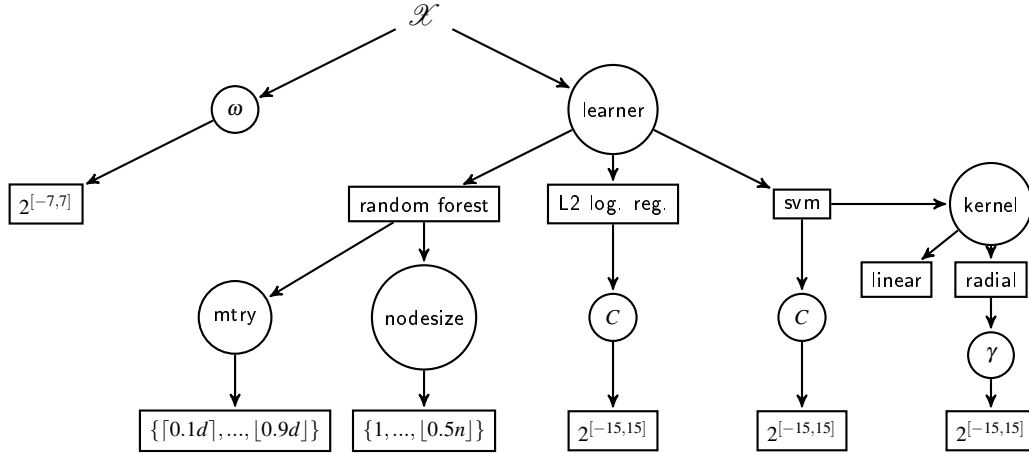 𝒳
ω
learner
2^[−7,7]
random forest
L2 log. reg.
svm
kernel
linear
radial
mtry
nodesize
C
C
γ
{⌈0.1d⌉,...,⌊0.9d⌋}
{1,...,⌊0.5n⌋}
2^[−15,15]
2^[−15,15]
2^[−15,15]